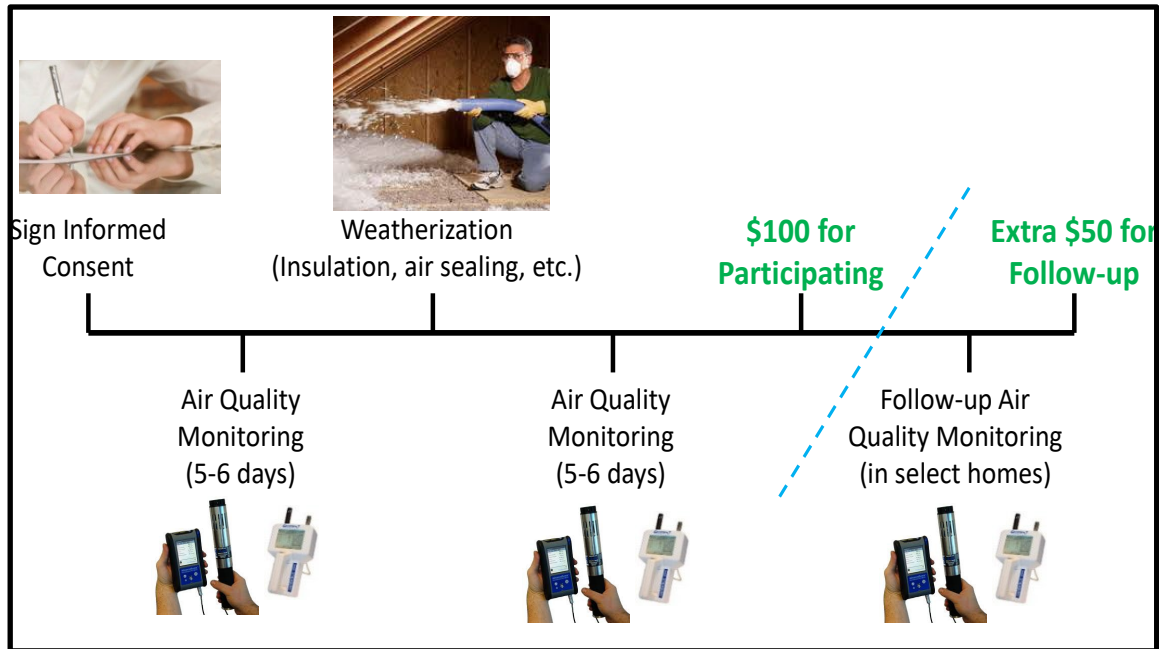 Sign Informed
Consent
Weatherization
(Insulation, air sealing, etc.)
$100 for
Participating
Extra $50 for
Follow-up
Air Quality
Monitoring
(5-6 days)
Air Quality
Monitoring
(5-6 days)
Follow-up Air
Quality Monitoring
(in select homes)